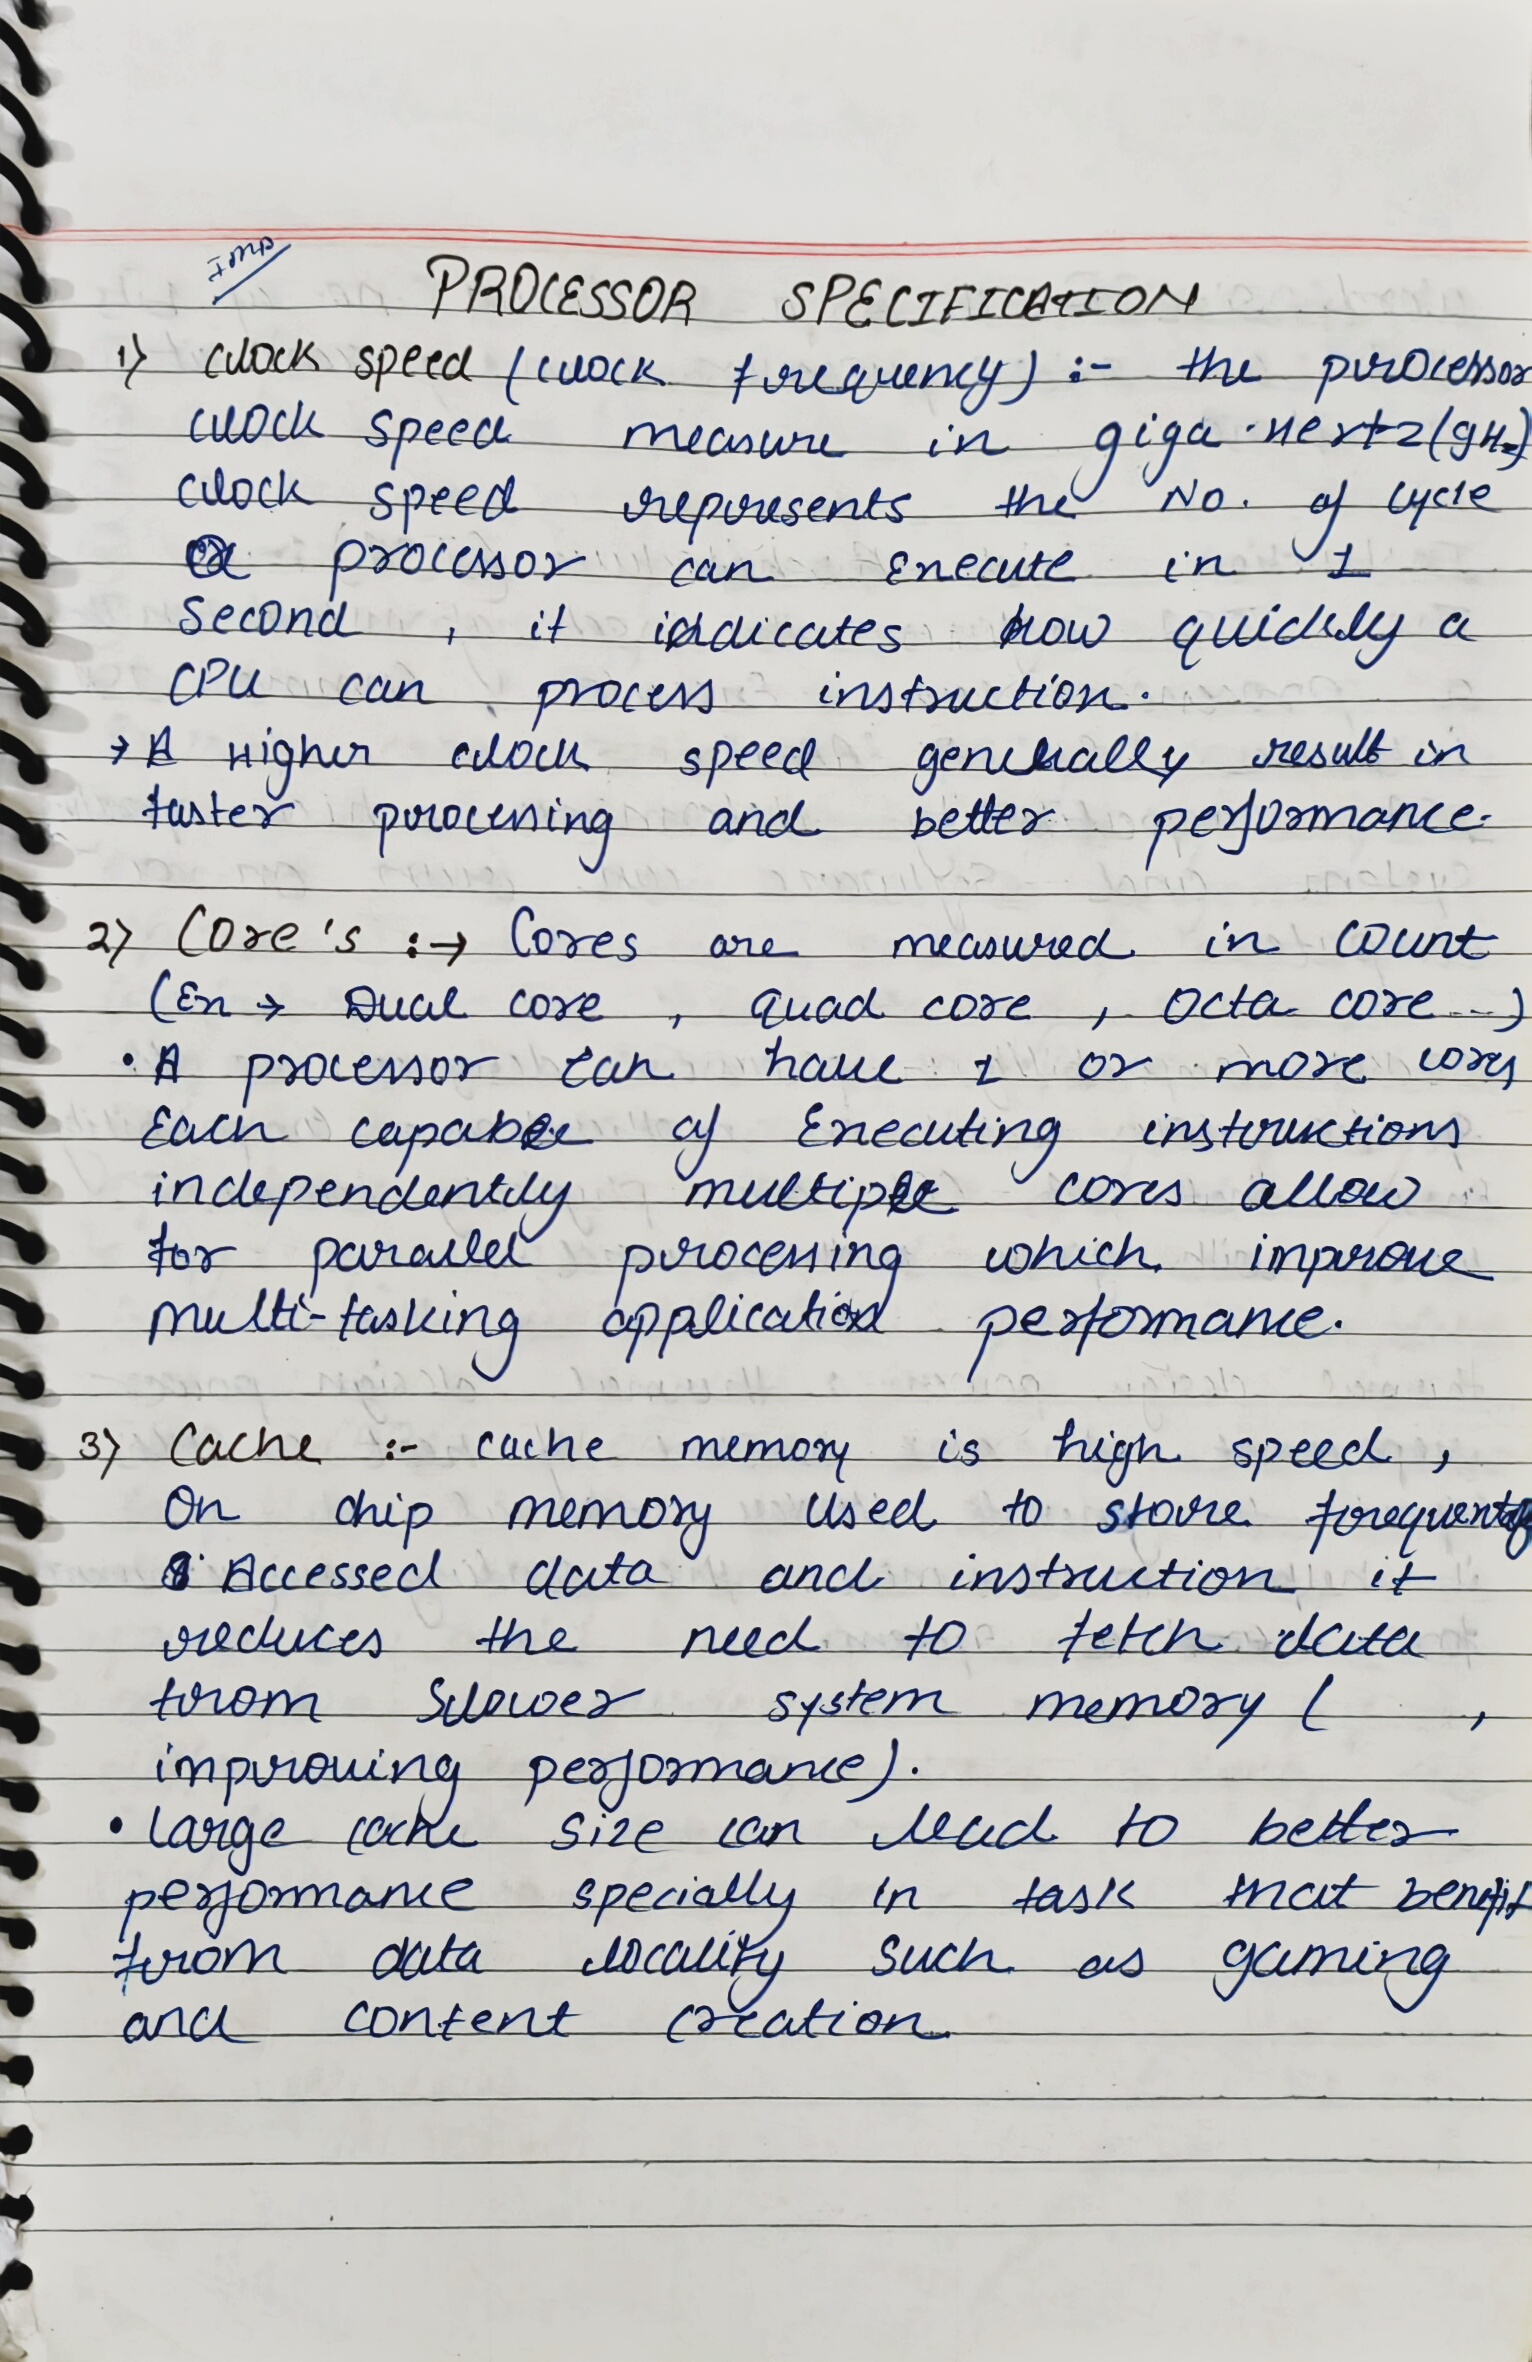 Imp
PROCESSOR SPECIFICATION
1) Clock speed (clock frequency) :- the processor
clock speed measure in giga-hertz (gHz)
clock speed represents the No. of cycle
a processor can Execute in 1
Second , it indicates how quickly a
CPU can process instruction.
→ A Higher clock speed generally result in
faster processing and better performance.
2) Core's :→ Cores are measured in count
(Ex → Dual core , quad core , Octa core ...)
• A processor can have 1 or more cores
Each capable of Executing instructions
independently multiple cores allow
for parallel processing which improve
multi-tasking application performance.
3) Cache :- cache memory is high speed ,
On chip memory used to store frequently
Accessed data and instruction it
reduces the need to fetch data
from slower system memory ( ,
improving performance).
• large cache size can lead to better
performance specially in task that benefit
from data locality such as gaming
and content creation.